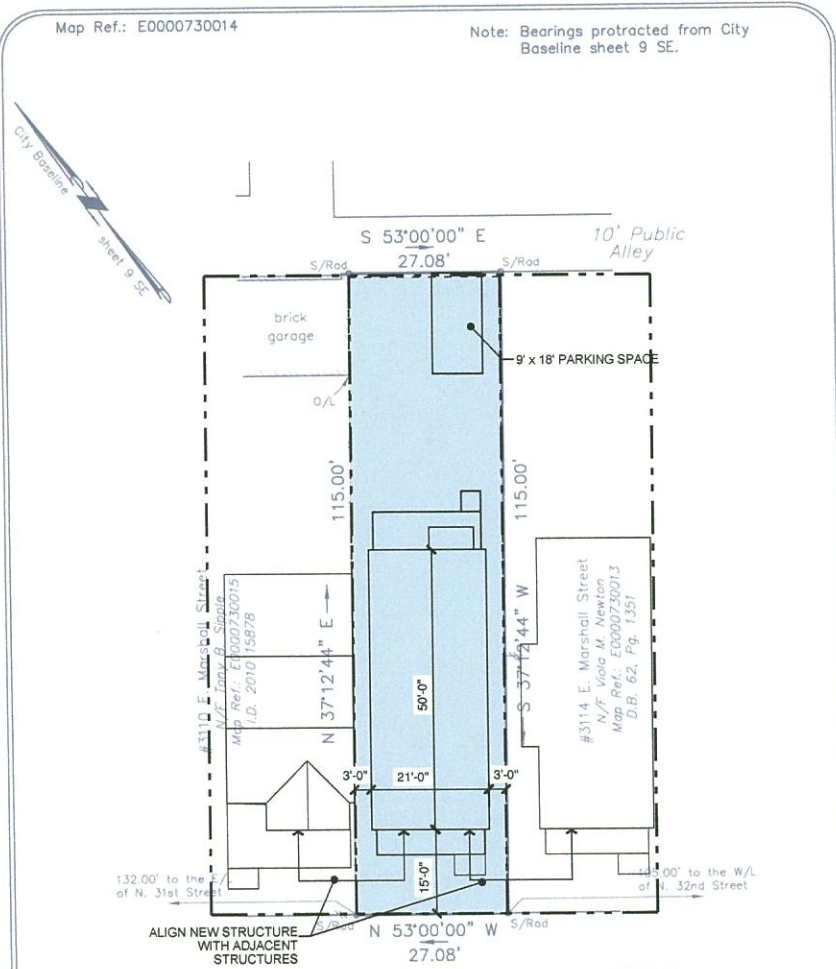 Map Ref.: E0000730014
Note: Bearings protracted from City
Baseline sheet 9 SE.
City Baseline
sheet 9 SE
S 53°00'00" E
27.08'
10' Public
Alley
S/Rod
S/Rod
brick
garage
9' x 18' PARKING SPACE
O/L
115.00'
115.00'
#3110 E. Marshall Street
N/F Tony B. Sipple
Map Ref.: E0000730015
I.D. 2010 15878
N 37°12'44" E
S 37°12'44" W
#3114 E. Marshall Street
N/F Viola M. Newton
Map Ref.: E0000730013
D.B. 62, Pg. 1351
50'-0"
3'-0"
21'-0"
3'-0"
15'-0"
132.00' to the E/L
of N. 31st Street
to the W/L
of N. 32nd Street
ALIGN NEW STRUCTURE
WITH ADJACENT
STRUCTURES
S/Rod
N 53°00'00" W
S/Rod
27.08'